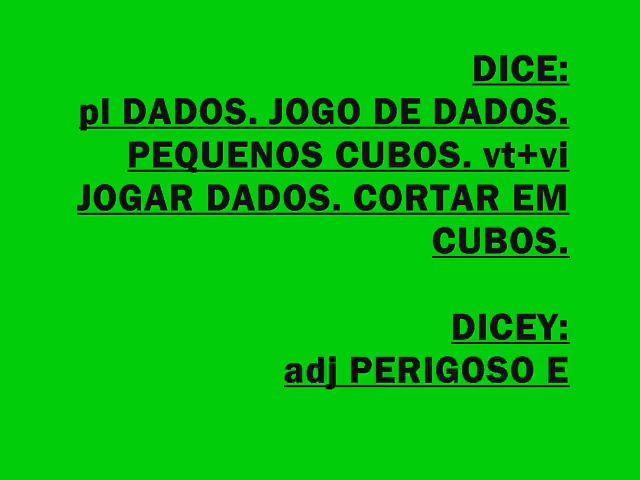 DICE:
pl DADOS. JOGO DE DADOS.
PEQUENOS CUBOS. vt+vi
JOGAR DADOS. CORTAR EM
CUBOS.
DICEY:
adj PERIGOSO E